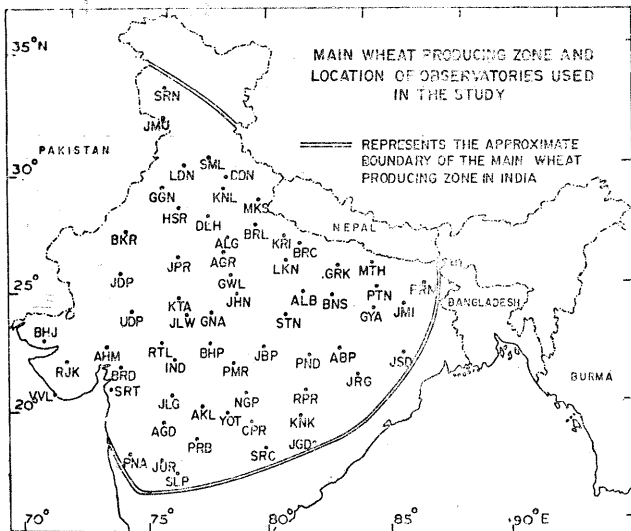 35°N
MAIN WHEAT PRODUCING ZONE AND
LOCATION OF OBSERVATORIES USED
IN THE STUDY
SRN
JMU
PAKISTAN
REPRESENTS THE APPROXIMATE
BOUNDARY OF THE MAIN WHEAT
PRODUCING ZONE IN INDIA
30°
SML
LDN
DDN
GGN
KNL
MKS
HSR
DLH
NEPAL
BKR
ALG
BRL
KRI
BRC
AGR
JPR
LKN
GRK
MTH
JDP
GWL
25°
JHN
ALB
BNS
PTN
PRN
KTA
GYA
JMI
BANGLADESH
UDP
JLW
GNA
STN
BHJ
AHM
RTL
BHP
JBP
ABP
JSD
RJK
IND
PMR
PND
BRD
JRG
BURMA
VVL
SRT
JLG
NGP
RPR
20°
AKL
YOT
KNK
AGD
CPR
PRB
JGD
PNA
JUR
SRC
SLP
70°
75°
80°
85°
90°E